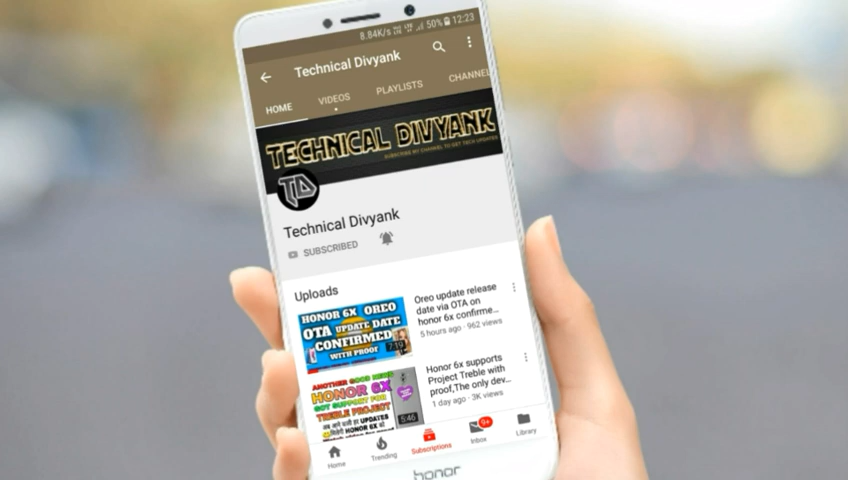 8.84K/s 50% 12:23
Technical Divyank
HOME VIDEOS PLAYLISTS CHANNEL
TECHNICAL DIVYANK
SUBSCRIBE MY CHANNEL TO GET TECH UPDATES
TD
Technical Divyank
SUBSCRIBED
Uploads
HONOR 6X OREO
OTA UPDATE DATE
CONFIRMED
WITH PROOF
7:19
Oreo update release
date via OTA on
honor 6x confirme...
5 hours ago · 962 views
ANOTHER GOOD NEWS
HONOR 6X
GOT SUPPORT FOR
TREBLE PROJECT
UPDATES
HONOR 6X को
5:46
Honor 6x supports
Project Treble with
proof,The only dev...
1 day ago · 3K views
Home Trending Subscriptions 9+ Inbox Library
honor